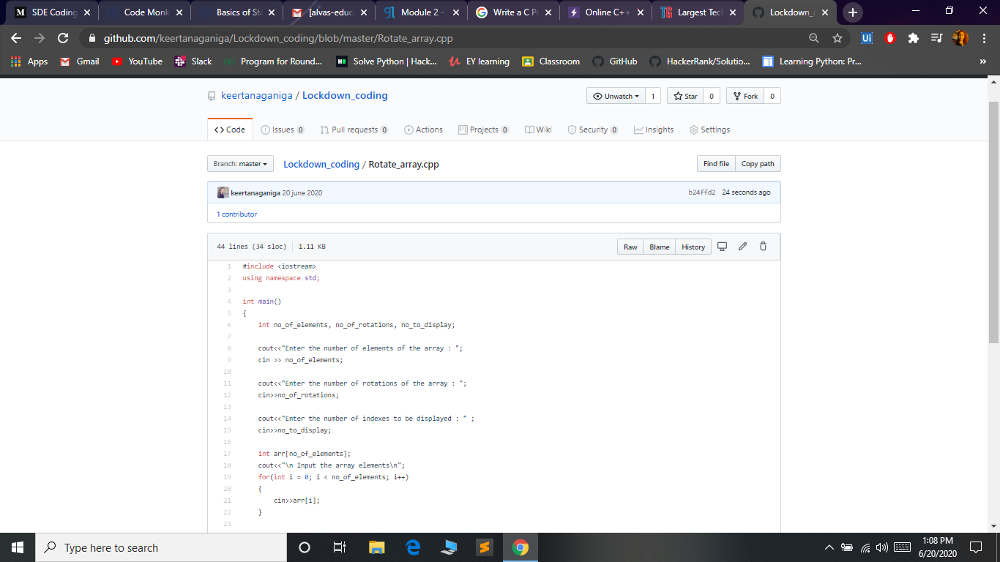 SDE Coding
Code Monk
Basics of Sta
[alvas-educa
Module 2 -
Write a C Pr
Online C++
Largest Tech
Lockdown_c
github.com/keertanaganiga/Lockdown_coding/blob/master/Rotate_array.cpp
Apps Gmail YouTube Slack Program for Round... Solve Python | Hack... EY learning Classroom GitHub HackerRank/Solutio... Learning Python: Pr... »
keertanaganiga / Lockdown_coding
Unwatch 1 Star 0 Fork 0
Code Issues 0 Pull requests 0 Actions Projects 0 Wiki Security 0 Insights Settings
Branch: master Lockdown_coding / Rotate_array.cpp Find file Copy path
keertanaganiga 20 june 2020 b24ffd2 24 seconds ago
1 contributor
44 lines (34 sloc) 1.11 KB Raw Blame History
1 #include <iostream>
2 using namespace std;
3
4 int main()
5 {
6 int no_of_elements, no_of_rotations, no_to_display;
7
8 cout<<"Enter the number of elements of the array : ";
9 cin >> no_of_elements;
10
11 cout<<"Enter the number of rotations of the array : ";
12 cin>>no_of_rotations;
13
14 cout<<"Enter the number of indexes to be displayed : " ;
15 cin>>no_to_display;
16
17 int arr[no_of_elements];
18 cout<<"\n Input the array elements\n";
19 for(int i = 0; i < no_of_elements; i++)
20 {
21 cin>>arr[i];
22 }
23
Type here to search
1:08 PM
6/20/2020